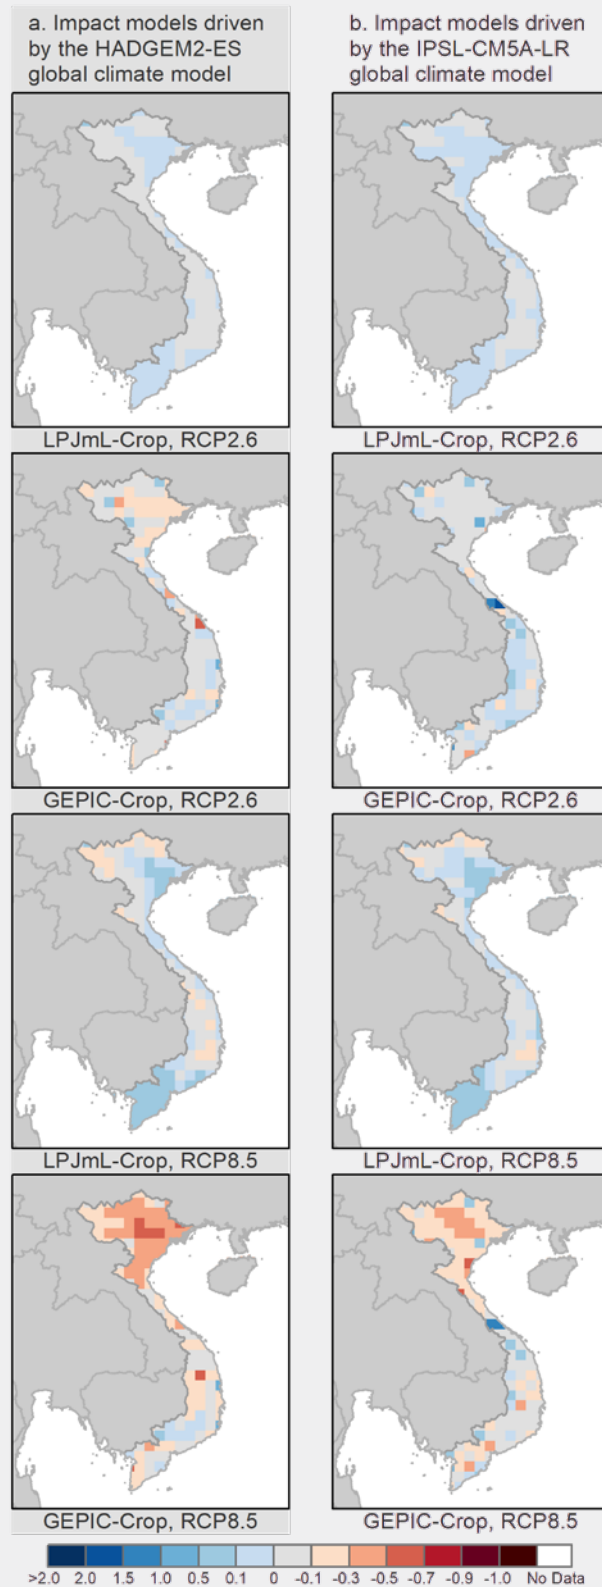 a. Impact models driven
by the HADGEM2-ES
global climate model
b. Impact models driven
by the IPSL-CM5A-LR
global climate model
LPJmL-Crop, RCP2.6
LPJmL-Crop, RCP2.6
GEPIC-Crop, RCP2.6
GEPIC-Crop, RCP2.6
LPJmL-Crop, RCP8.5
LPJmL-Crop, RCP8.5
GEPIC-Crop, RCP8.5
GEPIC-Crop, RCP8.5
>2.0 2.0 1.5 1.0 0.5 0.1 0 -0.1 -0.3 -0.5 -0.7 -0.9 -1.0 No Data